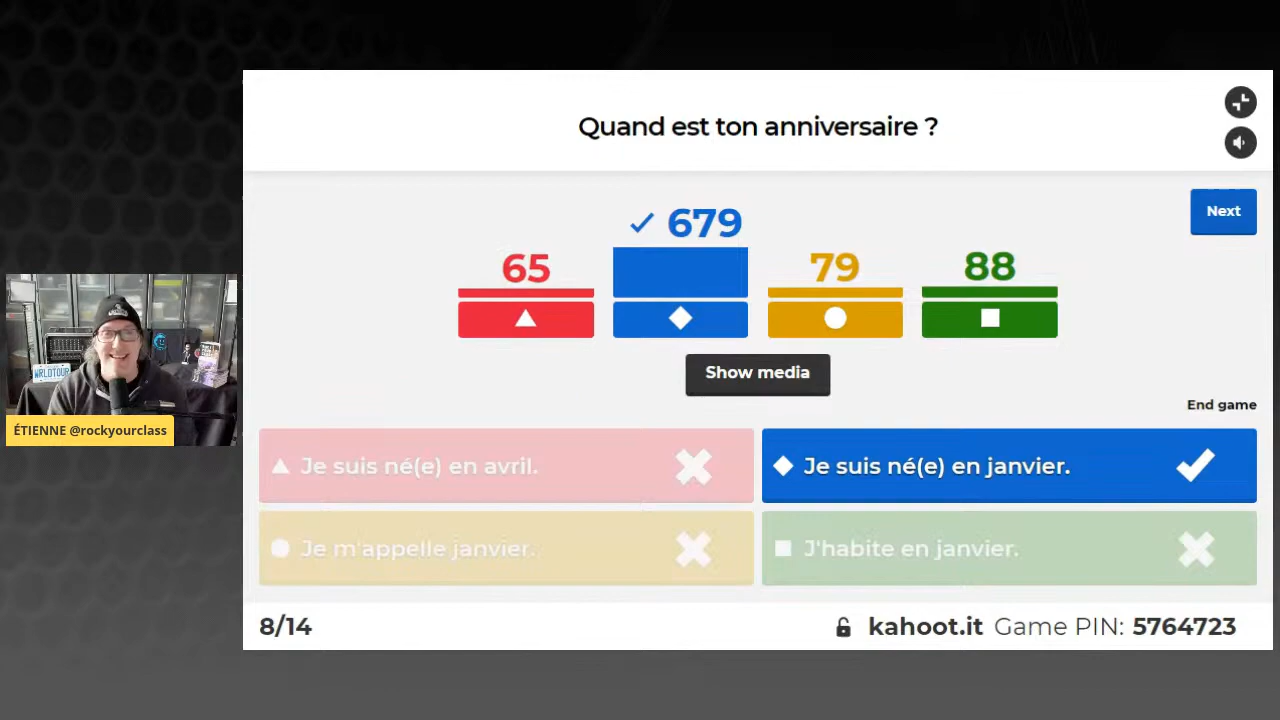 Quand est ton anniversaire ?
Next
65
679
79
88
Show media
End game
Je suis né(e) en avril.
Je suis né(e) en janvier.
Je m'appelle janvier.
J'habite en janvier.
8/14
kahoot.it Game PIN: 5764723
WRLDTOUR
ÉTIENNE @rockyourclass